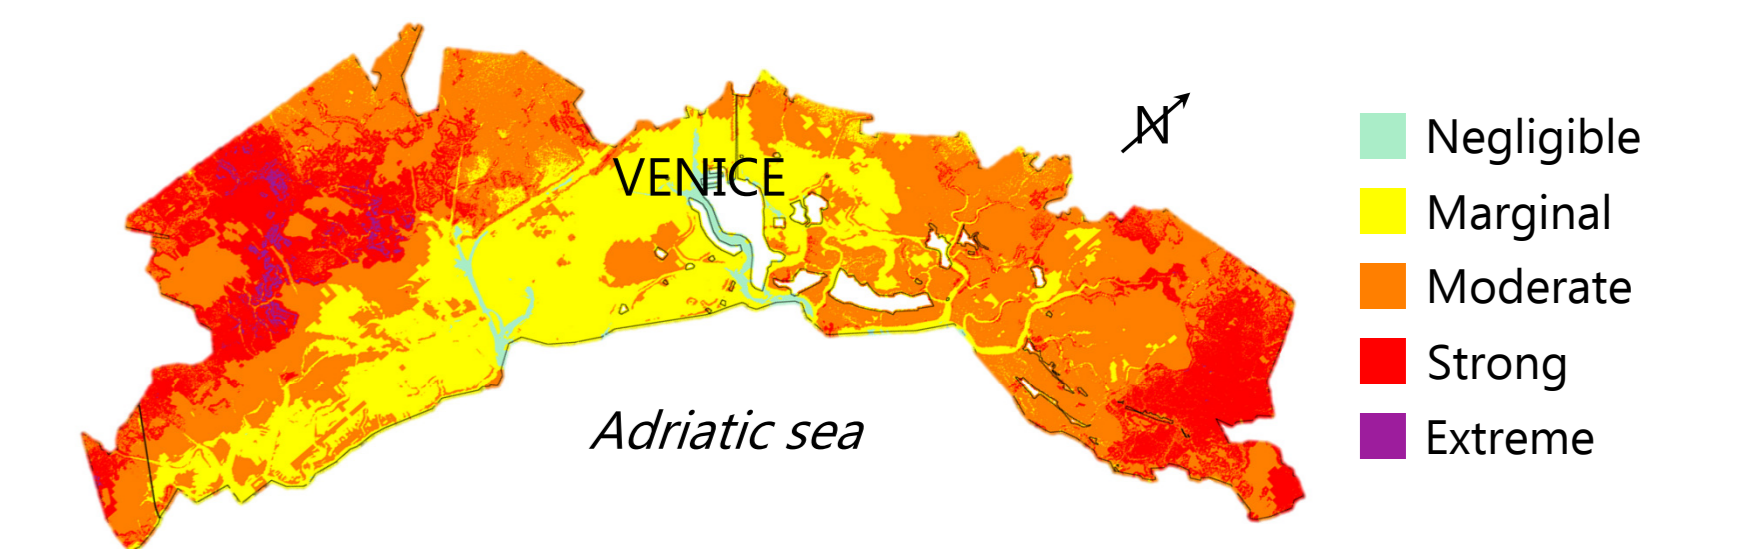 VENICE
Adriatic sea
N
Negligible
Marginal
Moderate
Strong
Extreme